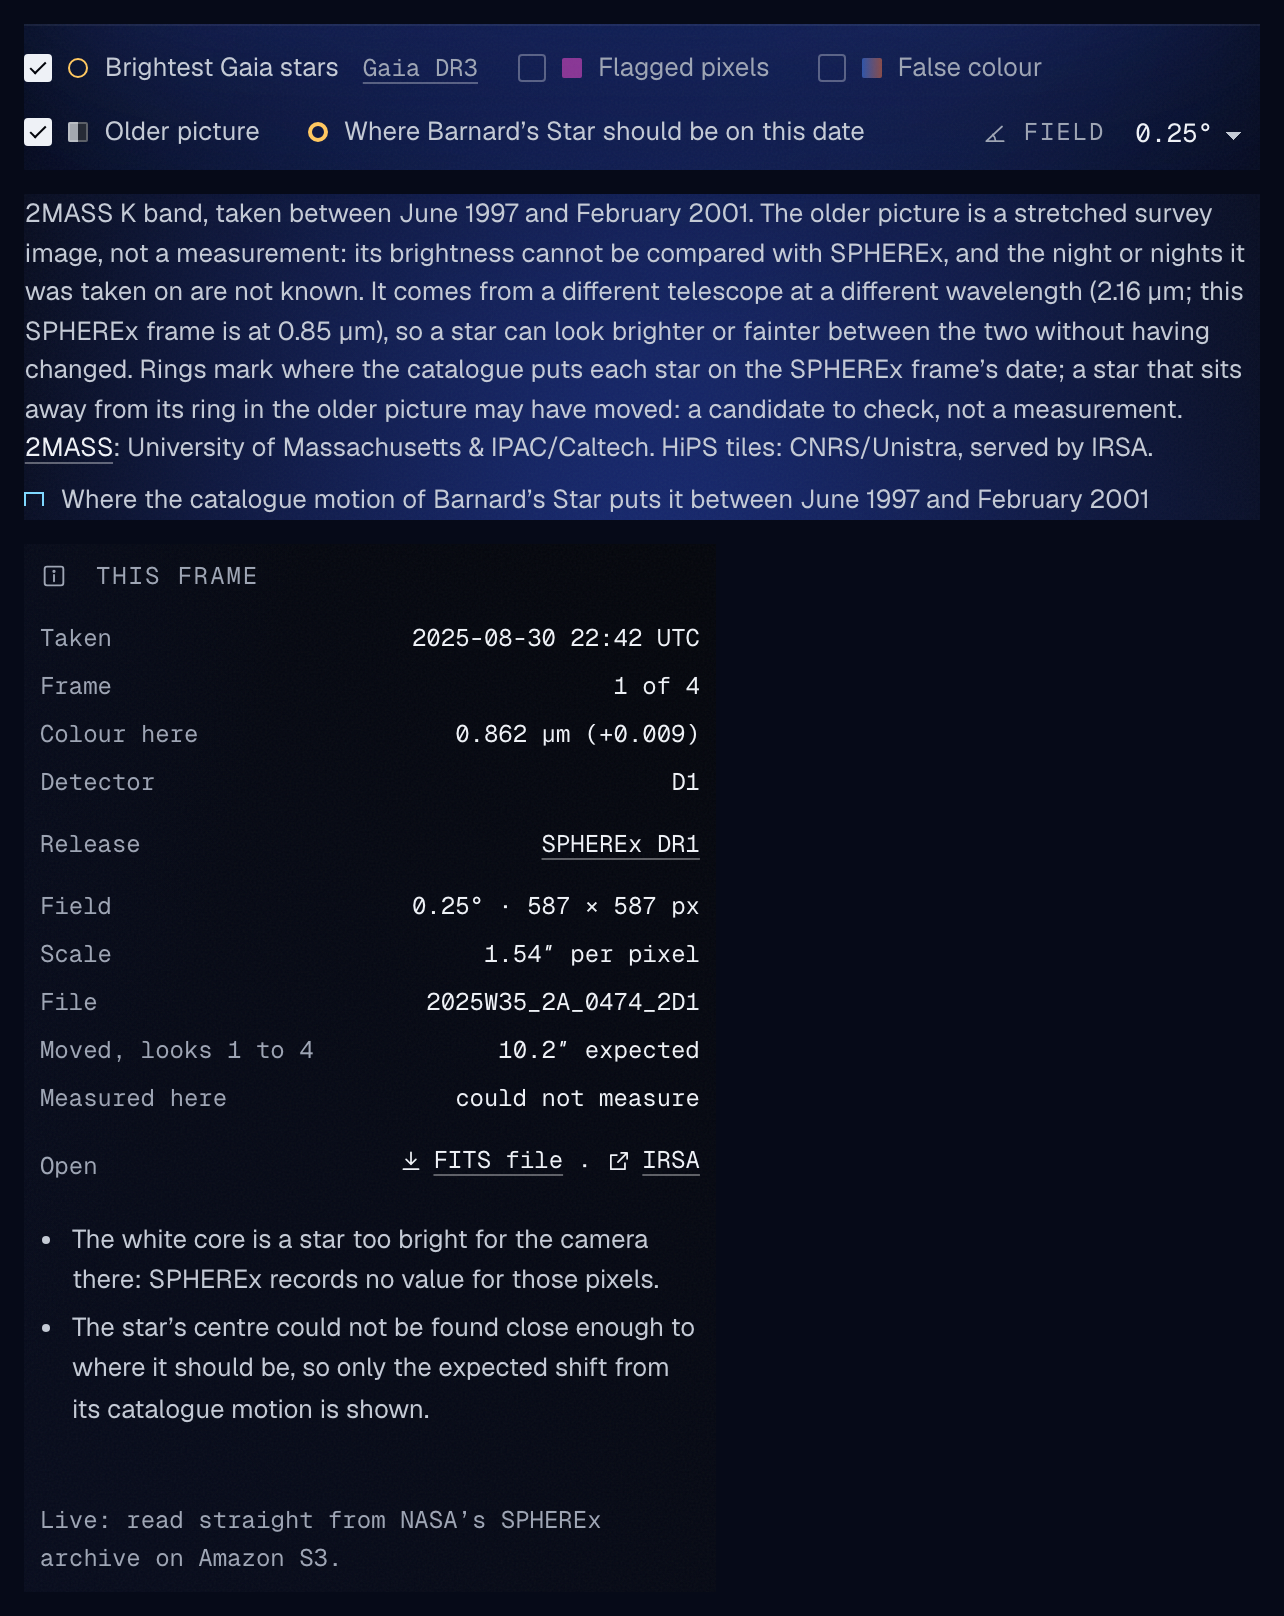 Brightest Gaia stars Gaia DR3 Flagged pixels False colour
Older picture Where Barnard’s Star should be on this date FIELD 0.25°
2MASS K band, taken between June 1997 and February 2001. The older picture is a stretched survey
image, not a measurement: its brightness cannot be compared with SPHEREx, and the night or nights it
was taken on are not known. It comes from a different telescope at a different wavelength (2.16 µm; this
SPHEREx frame is at 0.85 µm), so a star can look brighter or fainter between the two without having
changed. Rings mark where the catalogue puts each star on the SPHEREx frame’s date; a star that sits
away from its ring in the older picture may have moved: a candidate to check, not a measurement.
2MASS: University of Massachusetts & IPAC/Caltech. HiPS tiles: CNRS/Unistra, served by IRSA.
Where the catalogue motion of Barnard’s Star puts it between June 1997 and February 2001
THIS FRAME
Taken 2025-08-30 22:42 UTC
Frame 1 of 4
Colour here 0.862 µm (+0.009)
Detector D1
Release SPHEREx DR1
Field 0.25° · 587 × 587 px
Scale 1.54″ per pixel
File 2025W35_2A_0474_2D1
Moved, looks 1 to 4 10.2″ expected
Measured here could not measure
Open FITS file · IRSA
• The white core is a star too bright for the camera
there: SPHEREx records no value for those pixels.
• The star’s centre could not be found close enough to
where it should be, so only the expected shift from
its catalogue motion is shown.
Live: read straight from NASA’s SPHEREx
archive on Amazon S3.